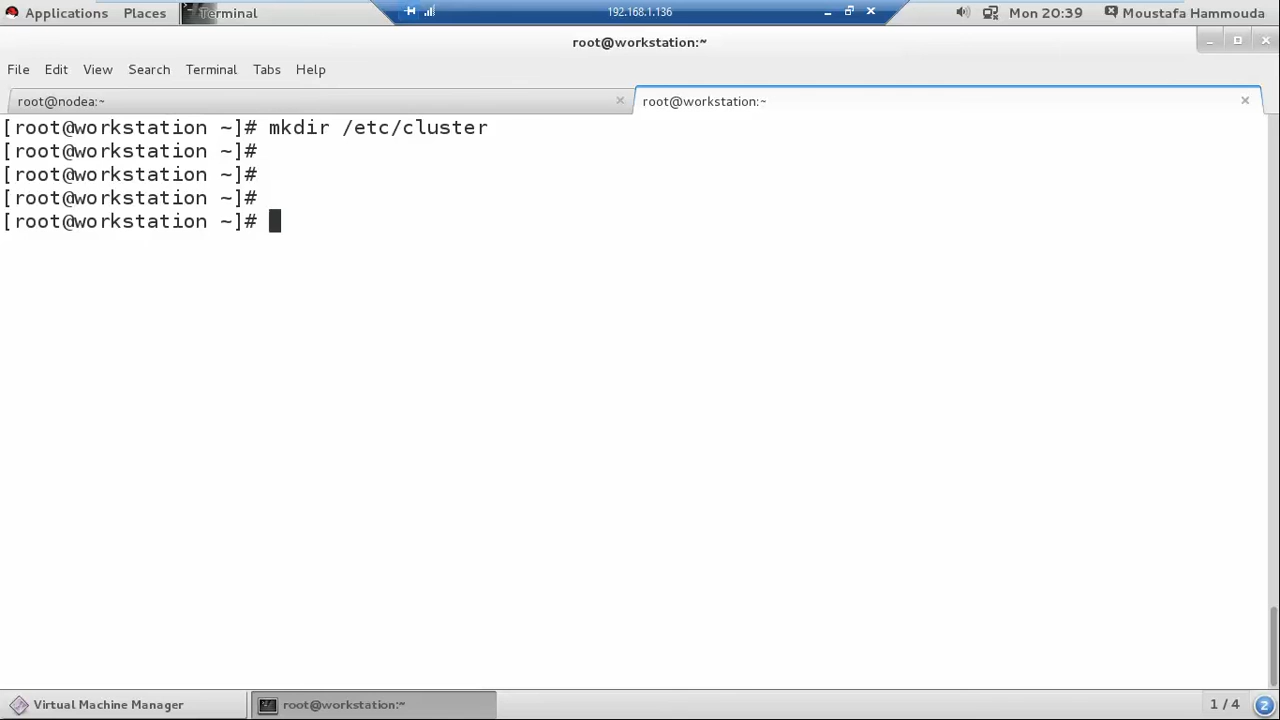 Applications Places Terminal 192.168.1.136 Mon 20:39 Moustafa Hammouda
root@workstation:~
File Edit View Search Terminal Tabs Help
root@nodea:~ root@workstation:~
[root@workstation ~]# mkdir /etc/cluster
[root@workstation ~]#
[root@workstation ~]#
[root@workstation ~]#
[root@workstation ~]#
Virtual Machine Manager root@workstation:~ 1 / 4 2